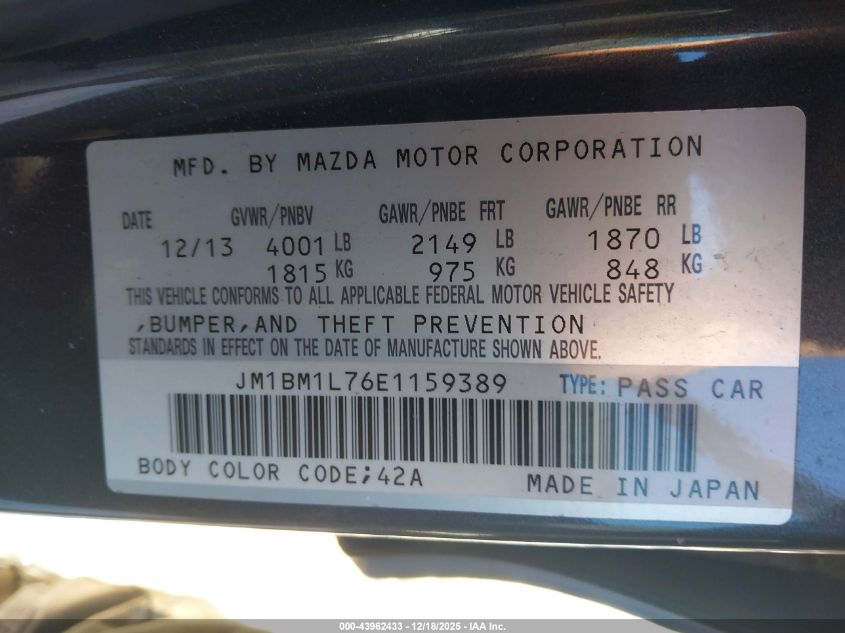 MFD. BY MAZDA MOTOR CORPORATION
DATE GVWR/PNBV GAWR/PNBE FRT GAWR/PNBE RR
12/13 4001 LB 2149 LB 1870 LB
1815 KG 975 KG 848 KG
THIS VEHICLE CONFORMS TO ALL APPLICABLE FEDERAL MOTOR VEHICLE SAFETY
,BUMPER,AND THEFT PREVENTION
STANDARDS IN EFFECT ON THE DATE OF MANUFACTURE SHOWN ABOVE.
JM1BM1L76E1159389 TYPE: PASS CAR
BODY COLOR CODE;42A MADE IN JAPAN
000-43962433 - 12/18/2025 - IAA Inc.